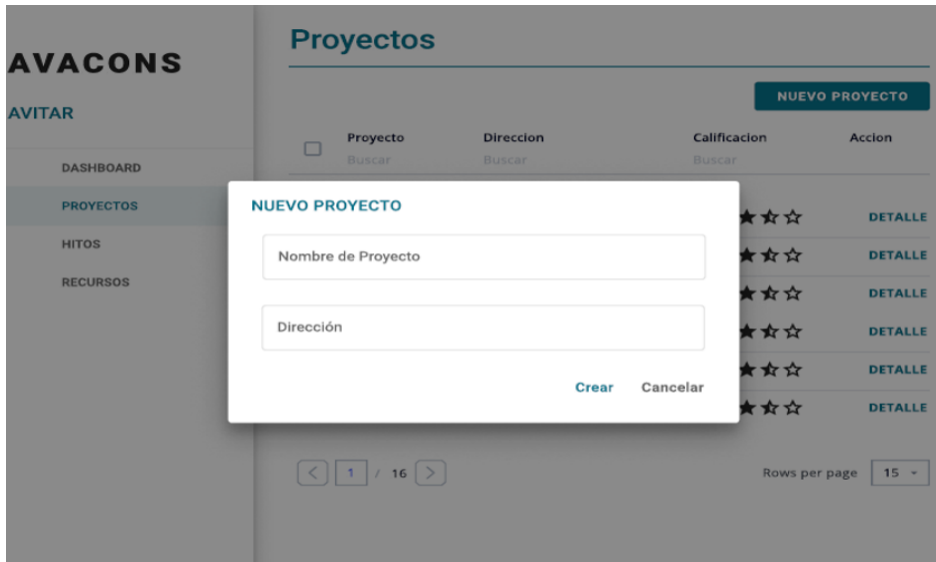 AVACONS
AVITAR
DASHBOARD
PROYECTOS
HITOS
RECURSOS
Proyectos
NUEVO PROYECTO
Proyecto Direccion Calificacion Accion
Buscar Buscar Buscar
NUEVO PROYECTO
Nombre de Proyecto
Dirección
Crear Cancelar
DETALLE
DETALLE
DETALLE
DETALLE
DETALLE
DETALLE
1 / 16 Rows per page 15